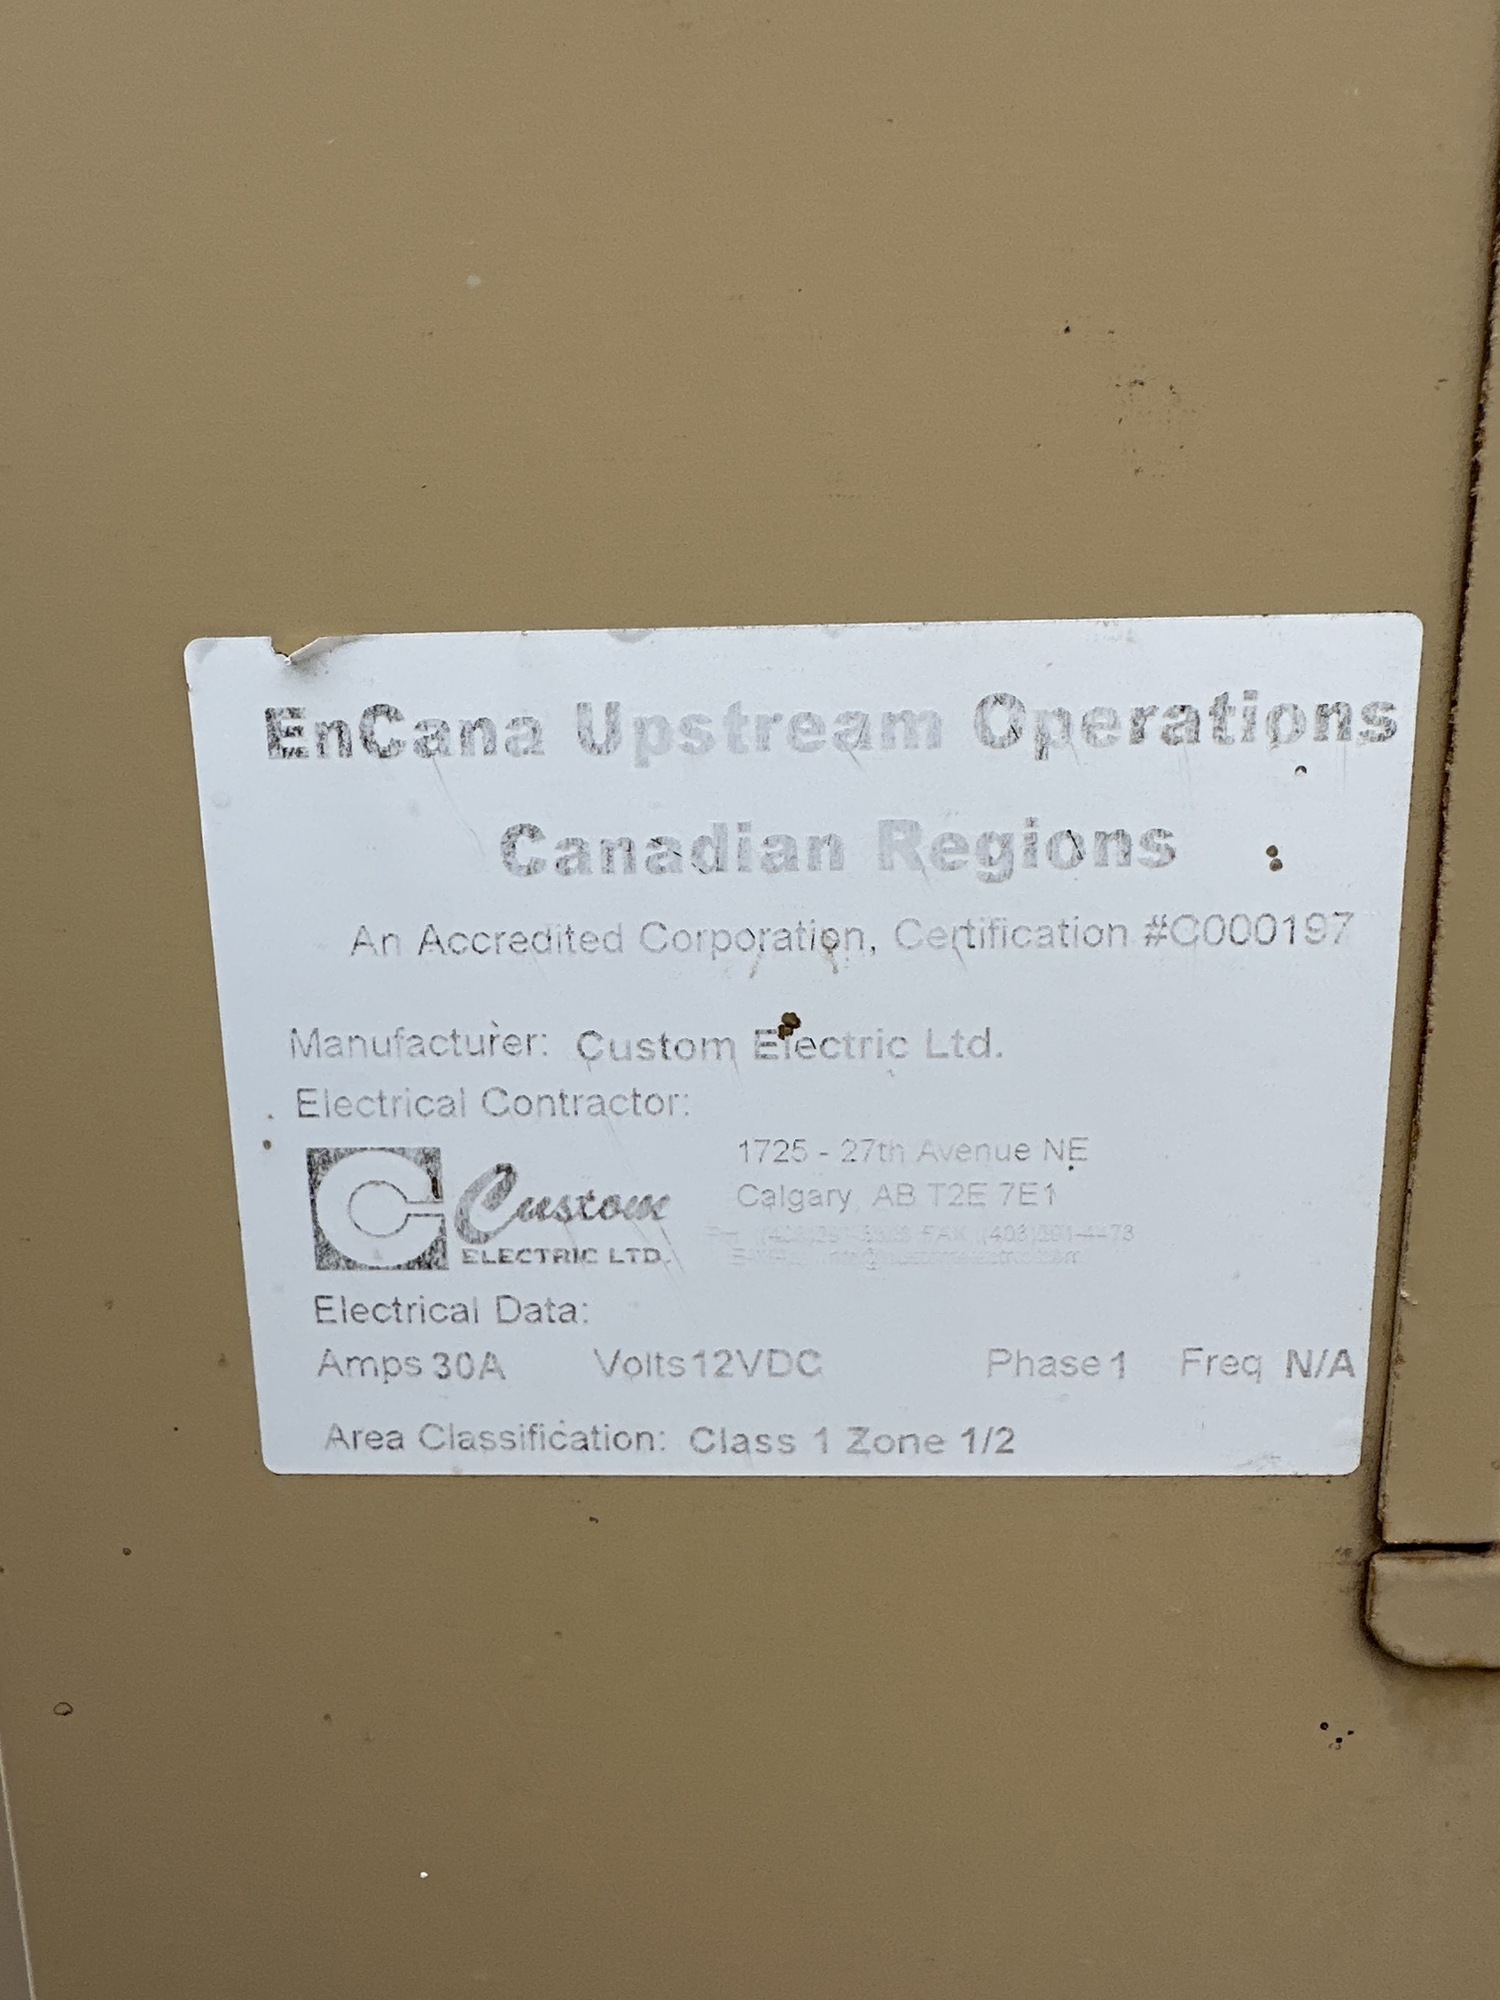 EnCana Upstream Operations
Canadian Regions
An Accredited Corporation, Certification #C000197
Manufacturer: Custom Electric Ltd.
Electrical Contractor:
Custom
ELECTRIC LTD.
1725 - 27th Avenue NE
Calgary, AB T2E 7E1
FAX
Electrical Data:
Amps 30A Volts 12VDC Phase 1 Freq N/A
Area Classification: Class 1 Zone 1/2